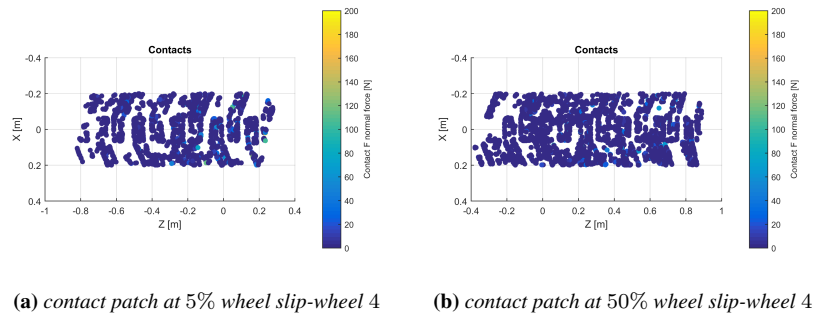 Contacts
-0.4
-0.2
0
0.2
0.4
-1 -0.8 -0.6 -0.4 -0.2 0 0.2 0.4
X [m]
Z [m]
200
180
160
140
120
100
80
60
40
20
0
Contact F normal force [N]
Contacts
-0.4
-0.2
0
0.2
0.4
-0.4 -0.2 0 0.2 0.4 0.6 0.8 1
X [m]
Z [m]
200
180
160
140
120
100
80
60
40
20
0
Contact F normal force [N]
(a) contact patch at 5% wheel slip-wheel 4
(b) contact patch at 50% wheel slip-wheel 4